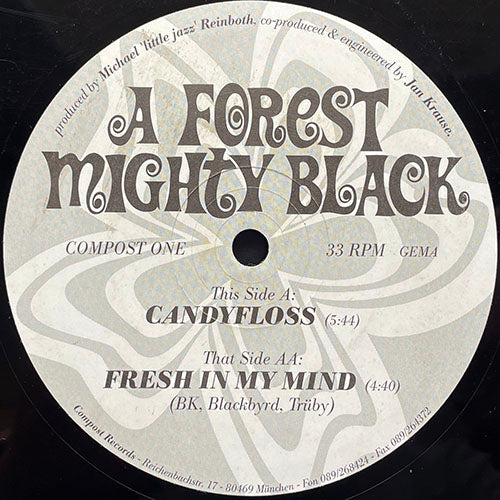 produced by Michael 'little jazz' Reinboth, co-produced & engineered by Jan Krause.
A FOREST
MIGHTY BLACK
COMPOST ONE
33 RPM GEMA
This Side A:
CANDYFLOSS (5:44)
That Side AA:
FRESH IN MY MIND (4:40)
(BK, Blackbyrd, Trüby)
Compost Records - Reichenbachstr. 17 - 80469 München - Fon 089/268424 - Fax 089/264372